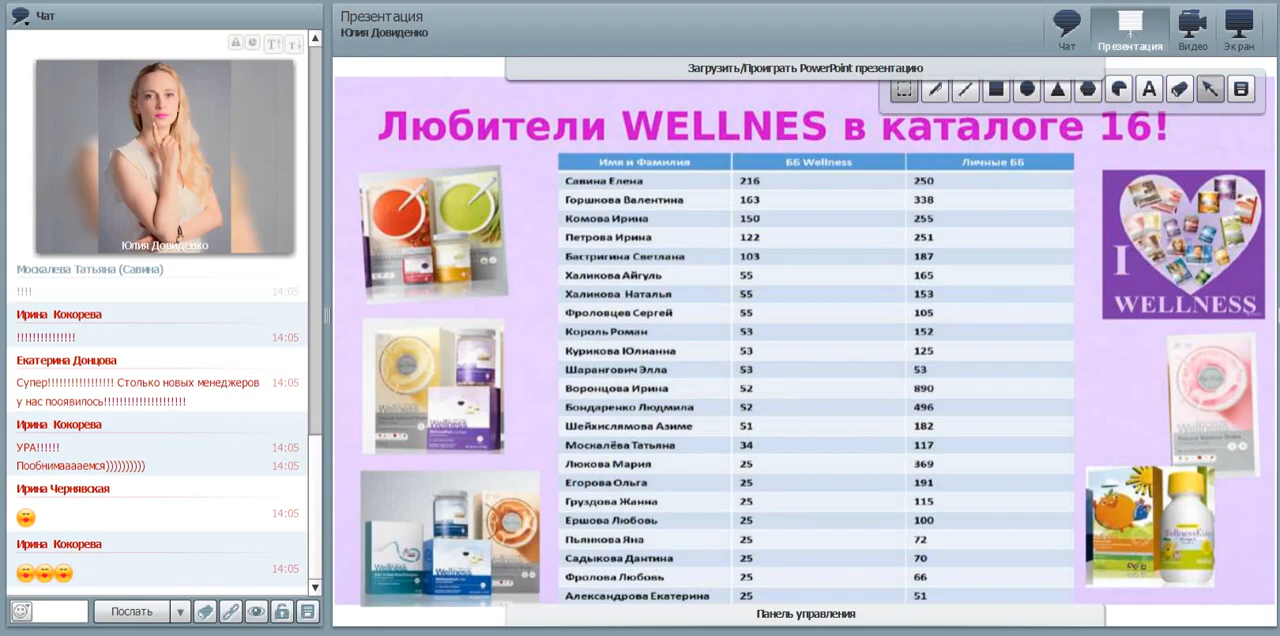 Чат
Юлия Довиденко
Москалева Татьяна (Савина)
!!!! 14:05
Ирина Кокорева
!!!!!!!!!!!!!!! 14:05
Екатерина Донцова
Супер!!!!!!!!!!!!!!!!! Столько новых менеджеров 14:05
у нас пооявилось!!!!!!!!!!!!!!!!!!!!!
Ирина Кокорева
УРА!!!!!! 14:05
Пообнимааааемся)))))))))) 14:05
Ирина Чернявская
14:05
Ирина Кокорева
14:05
Послать
Презентация
Юлия Довиденко
Чат Презентация Видео Экран
Загрузить/Проиграть PowerPoint презентацию
Любители WELLNES в каталоге 16!
Имя и Фамилия ББ Wellness Личные ББ
Савина Елена 216 250
Горшкова Валентина 163 338
Комова Ирина 150 255
Петрова Ирина 122 251
Бастригина Светлана 103 187
Халикова Айгуль 55 165
Халикова Наталья 55 153
Фроловцев Сергей 55 105
Король Роман 53 152
Курикова Юлианна 53 125
Шарангович Элла 53 53
Воронцова Ирина 52 890
Бондаренко Людмила 52 496
Шейхислямова Азиме 51 182
Москалёва Татьяна 34 117
Люкова Мария 25 369
Егорова Ольга 25 191
Груздова Жанна 25 115
Ершова Любовь 25 100
Пьянкова Яна 25 72
Садыкова Дантина 25 70
Фролова Любовь 25 66
Александрова Екатерина 25 51
I
WELLNESS
Wellness
Wellness
Wellness
Wellness
Панель управления